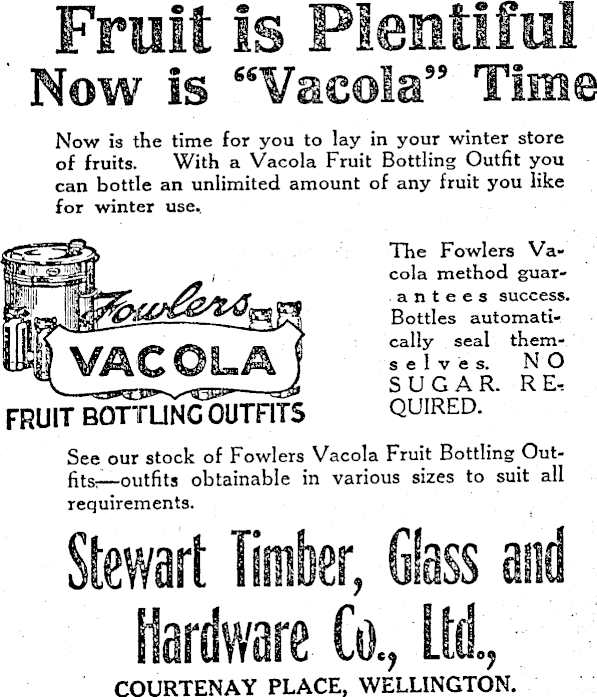 Fruit is Plentiful
Now is “Vacola” Time
Now is the time for you to lay in your winter store
of fruits. With a Vacola Fruit Bottling Outfit you
can bottle an unlimited amount of any fruit you like
for winter use.
Fowlers
VACOLA
FRUIT BOTTLING OUTFITS
The Fowlers Va-
cola method guar-
antees success.
Bottles automati-
cally seal them-
selves. NO
SUGAR. RE-
QUIRED.
See our stock of Fowlers Vacola Fruit Bottling Out-
fits;—outfits obtainable in various sizes to suit all
requirements.
Stewart Timber, Glass and
Hardware Co., Ltd.,
COURTENAY PLACE, WELLINGTON.